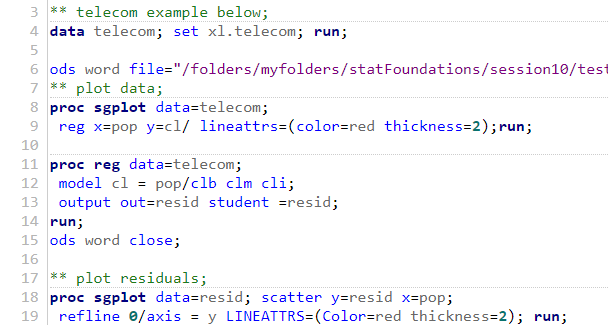 3 ** telecom example below;
4 data telecom; set xl.telecom; run;
5
6 ods word file="/folders/myfolders/statFoundations/session10/test
7 ** plot data;
8 proc sgplot data=telecom;
9 reg x=pop y=cl/ lineattrs=(color=red thickness=2);run;
10
11 proc reg data=telecom;
12 model cl = pop/clb clm cli;
13 output out=resid student =resid;
14 run;
15 ods word close;
16
17 ** plot residuals;
18 proc sgplot data=resid; scatter y=resid x=pop;
19 refline 0/axis = y LINEATTRS=(Color=red thickness=2); run;